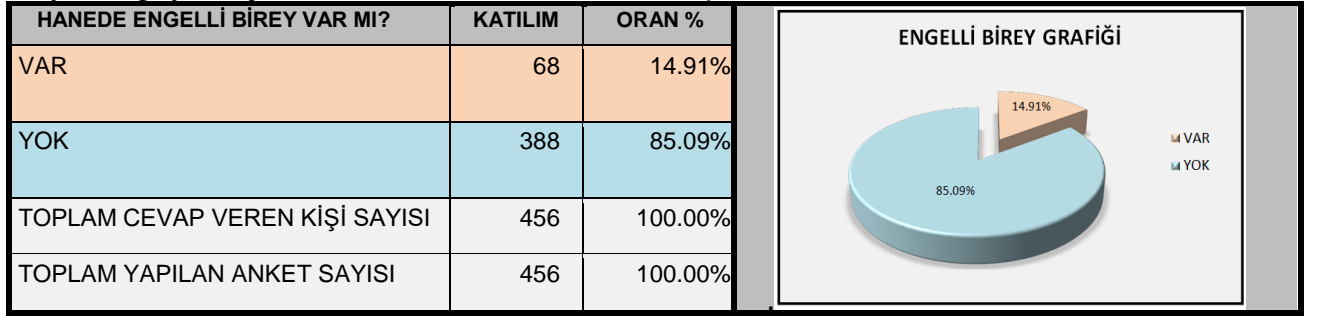 HANEDE ENGELLİ BİREY VAR MI? KATILIM ORAN %
VAR 68 14.91%
YOK 388 85.09%
TOPLAM CEVAP VEREN KİŞİ SAYISI 456 100.00%
TOPLAM YAPILAN ANKET SAYISI 456 100.00%
ENGELLİ BİREY GRAFİĞİ
14.91%
85.09%
VAR
YOK